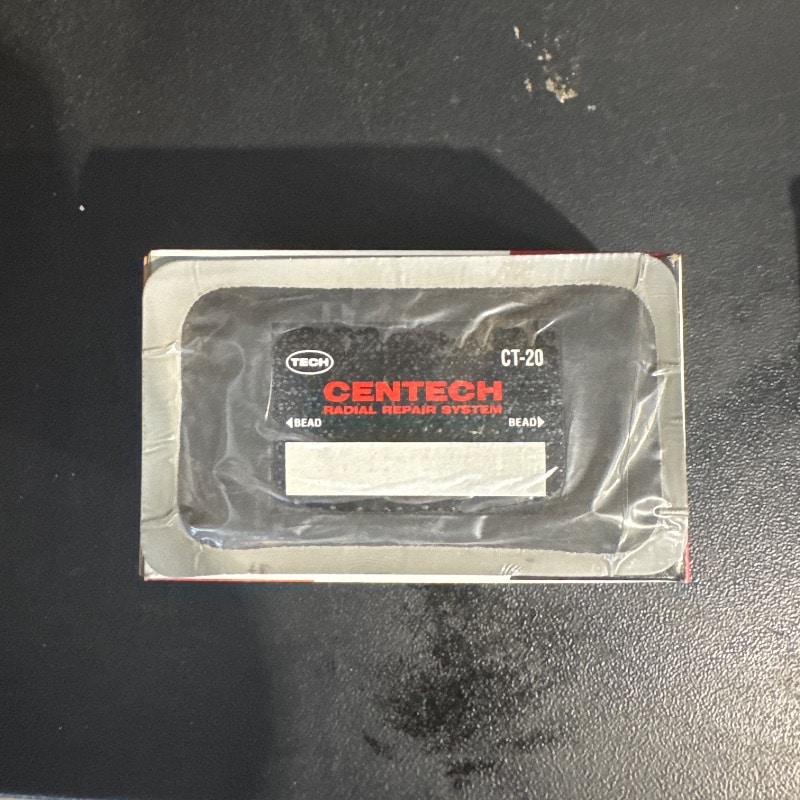 TECH CT-20
CENTECH
RADIAL REPAIR SYSTEM
◀BEAD BEAD▶